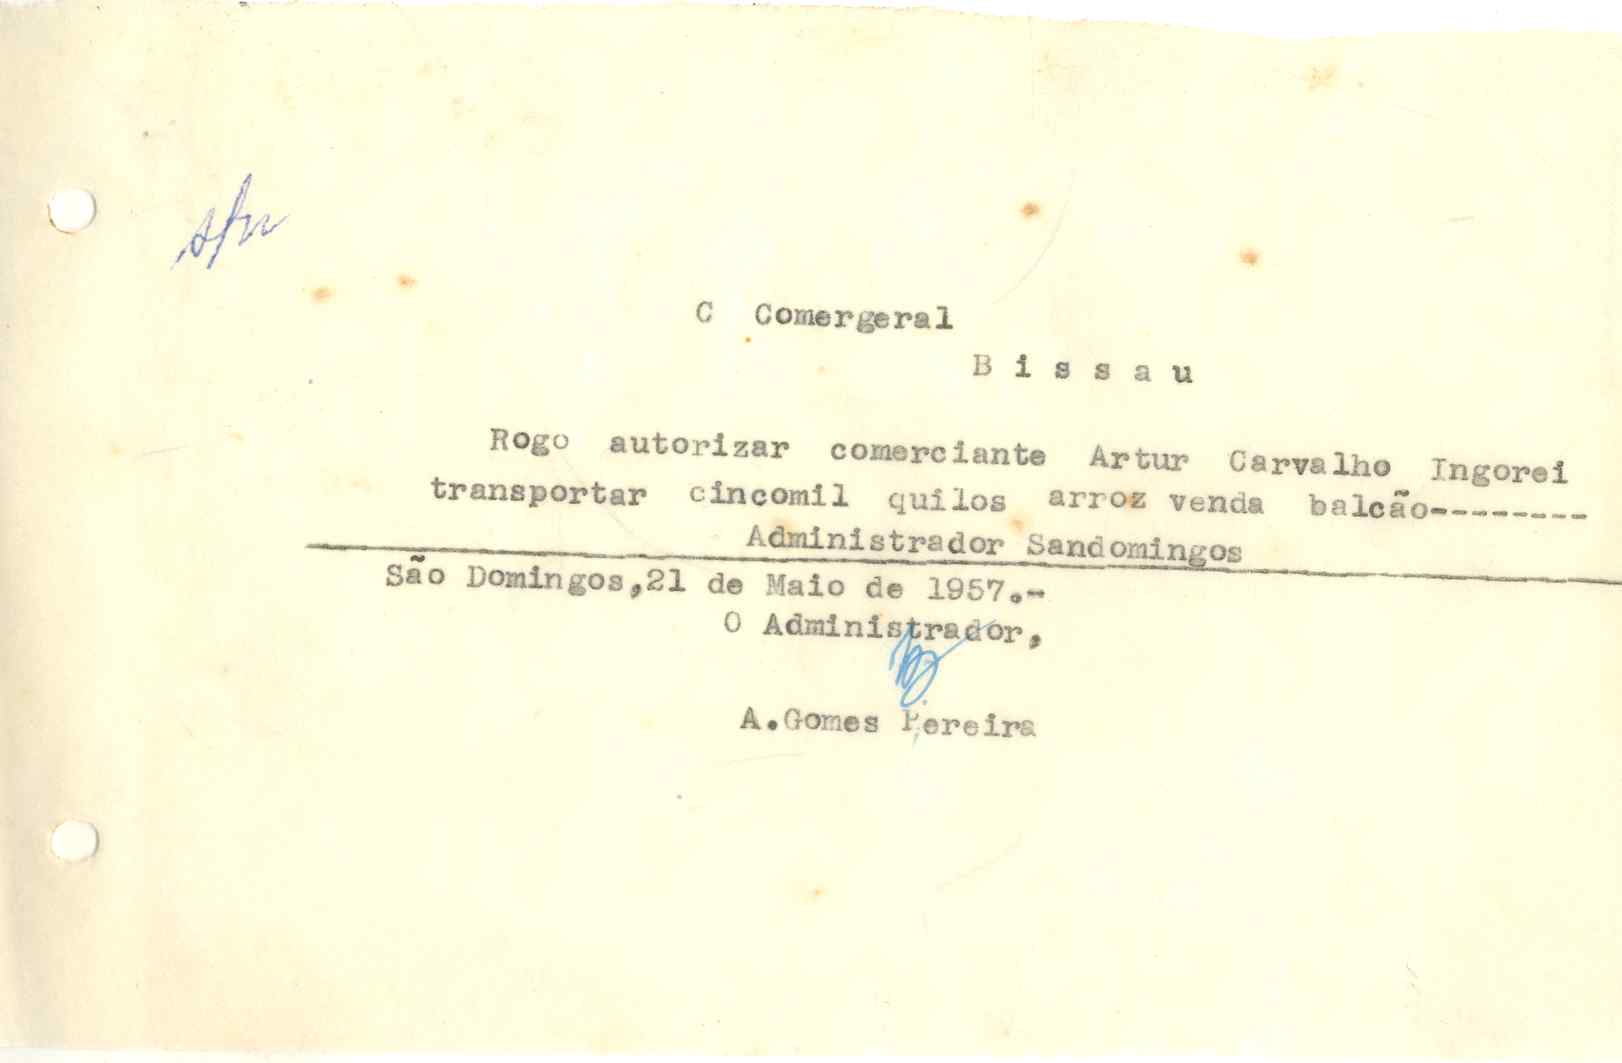 C Comergeral
B i s s a u
Rogo autorizar comerciante Artur Carvalho Ingorei
transportar cincomil quilos arroz venda balcão--------
Administrador Sandomingos
São Domingos,21 de Maio de 1957.-
O Administrador,
A.Gomes Pereira